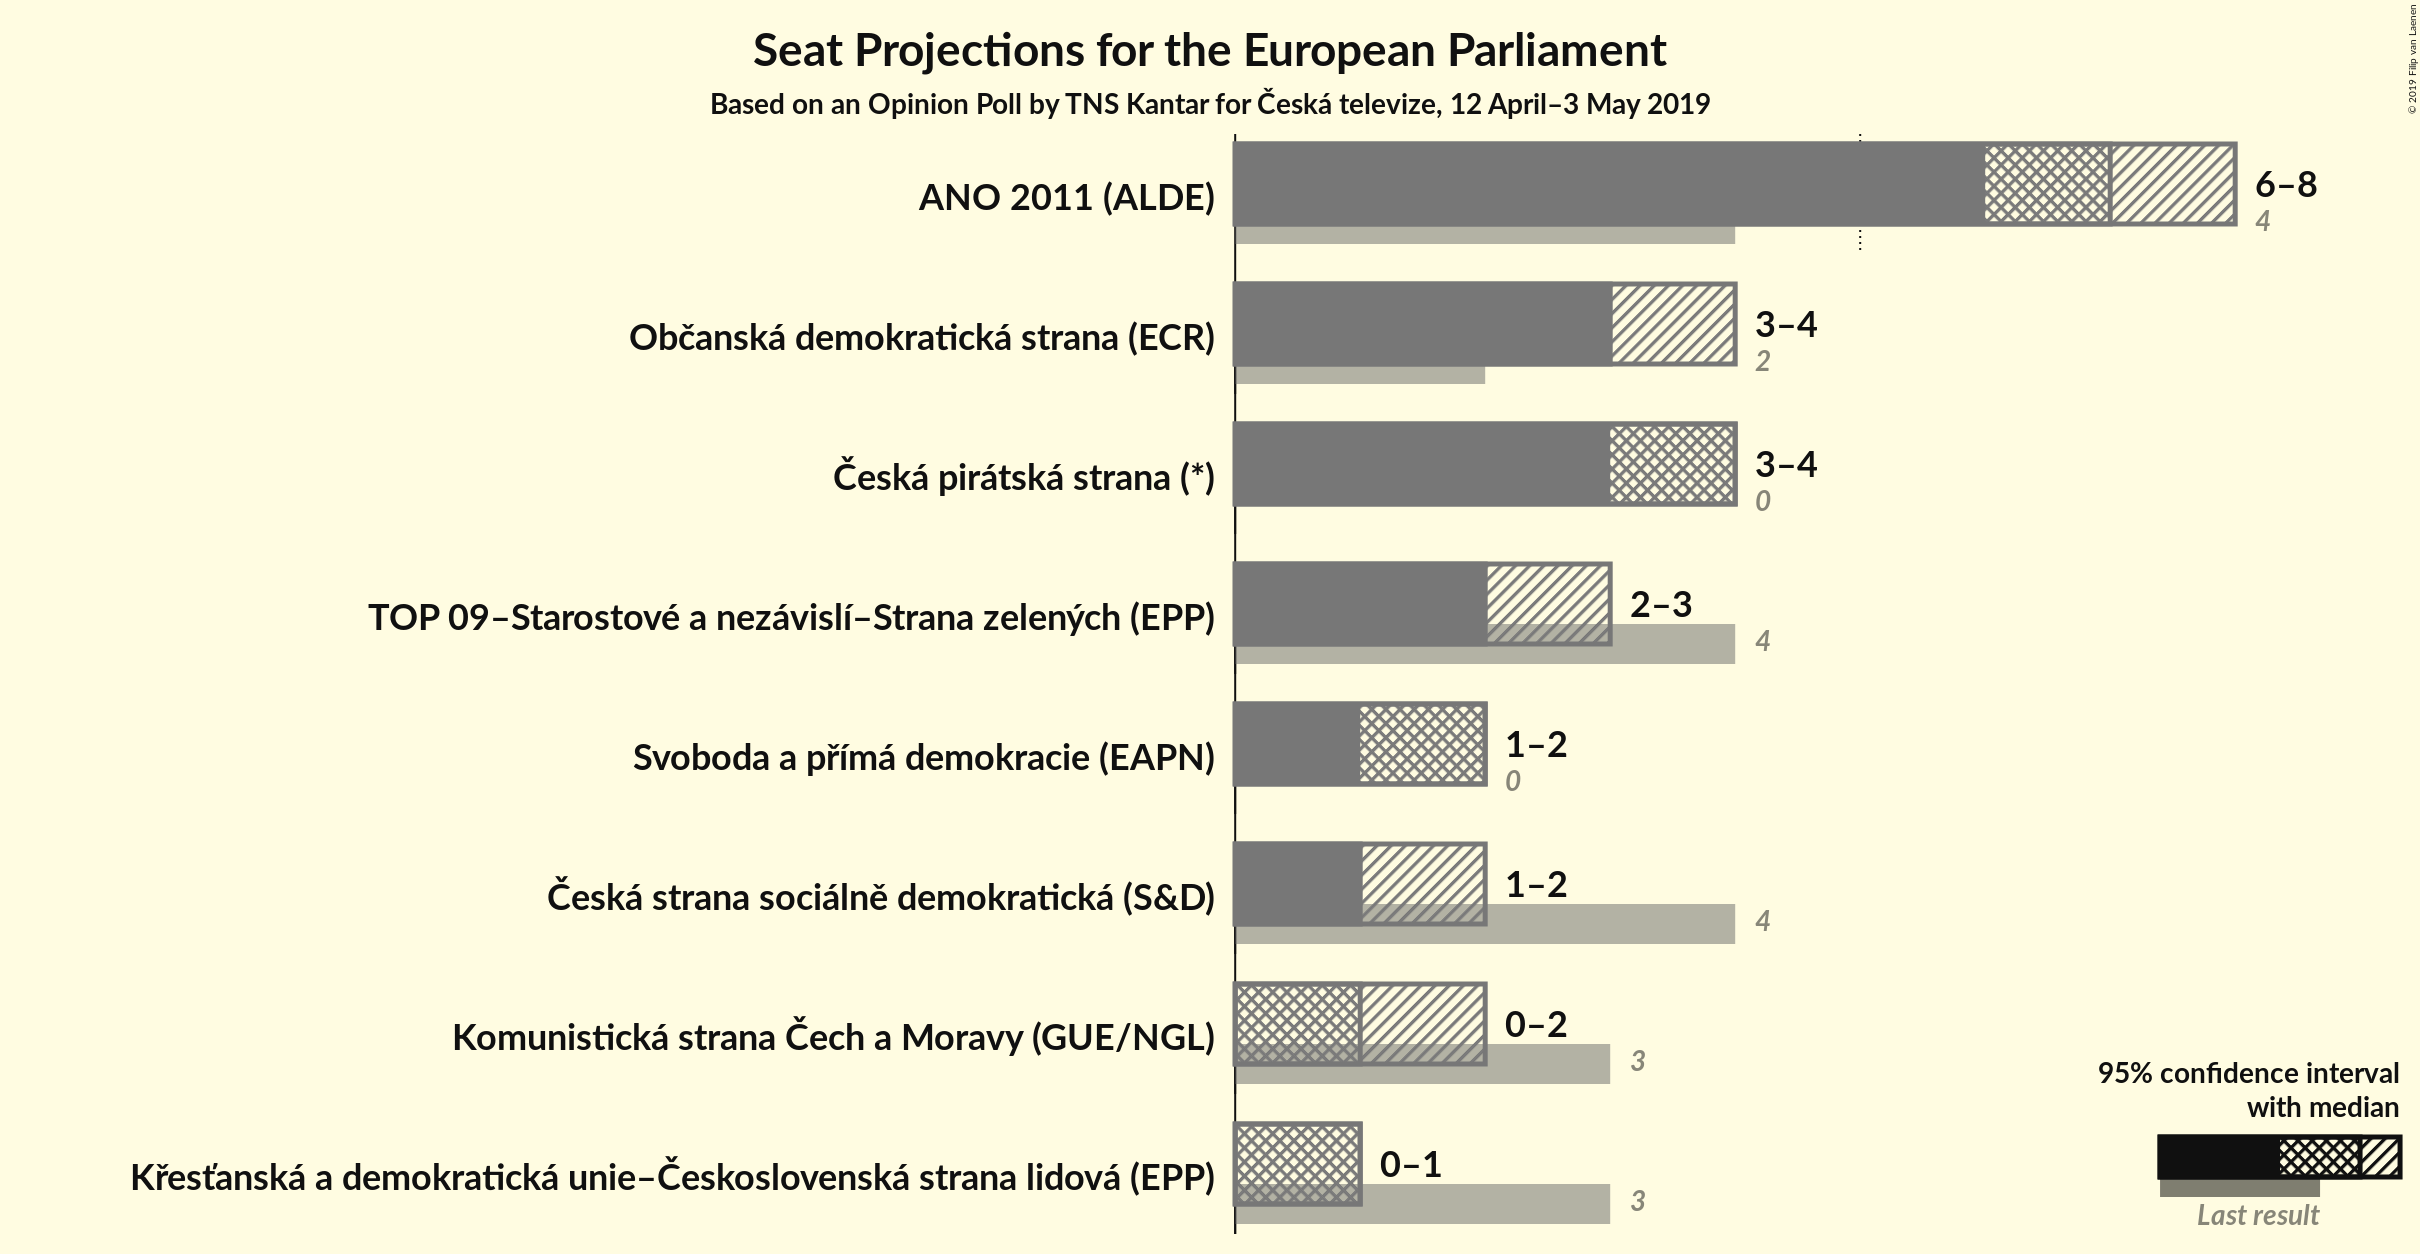 Seat Projections for the European Parliament
Based on an Opinion Poll by TNS Kantar for Česká televize, 12 April–3 May 2019
© 2019 Filip van Laenen
ANO 2011 (ALDE)
6–8
4
Občanská demokratická strana (ECR)
3–4
2
Česká pirátská strana (*)
3–4
0
TOP 09–Starostové a nezávislí–Strana zelených (EPP)
2–3
4
Svoboda a přímá demokracie (EAPN)
1–2
0
Česká strana sociálně demokratická (S&D)
1–2
4
Komunistická strana Čech a Moravy (GUE/NGL)
0–2
3
Křesťanská a demokratická unie–Československá strana lidová (EPP)
0–1
3
95% confidence interval
with median
Last result